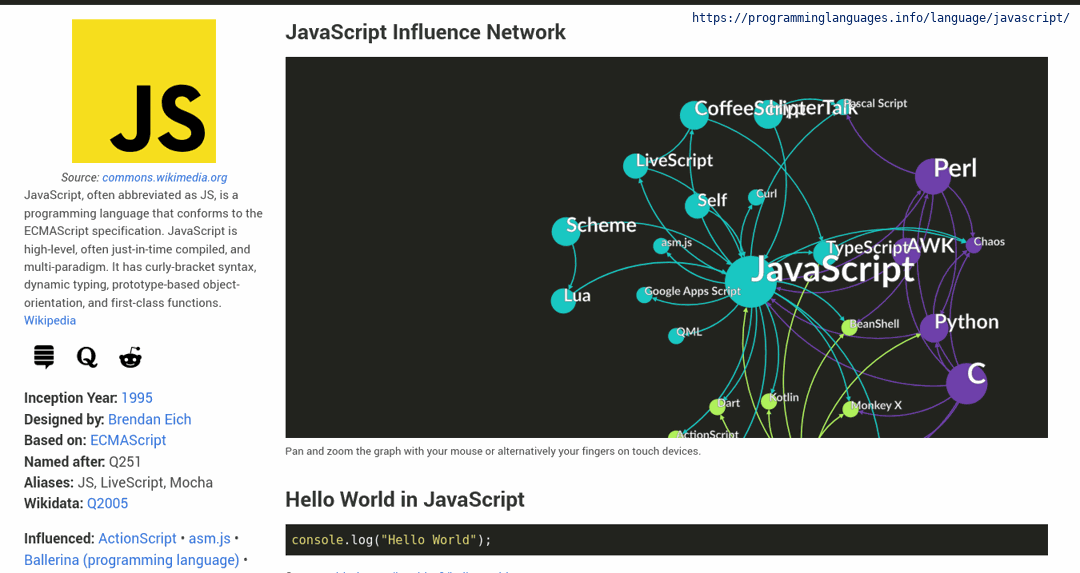 https://programminglanguages.info/language/javascript/
JS
Source: commons.wikimedia.org
JavaScript, often abbreviated as JS, is a
programming language that conforms to the
ECMAScript specification. JavaScript is
high-level, often just-in-time compiled, and
multi-paradigm. It has curly-bracket syntax,
dynamic typing, prototype-based object-
orientation, and first-class functions.
Wikipedia
Inception Year: 1995
Designed by: Brendan Eich
Based on: ECMAScript
Named after: Q251
Aliases: JS, LiveScript, Mocha
Wikidata: Q2005
Influenced: ActionScript • asm.js •
Ballerina (programming language) •
JavaScript Influence Network
CoffeeScript
HyperTalk
Pascal Script
LiveScript
Perl
Self
Curl
Scheme
asm.js
TypeScript
AWK
Chaos
JavaScript
Lua
Google Apps Script
QML
BeanShell
Python
C
Dart
Kotlin
Monkey X
ActionScript
Pan and zoom the graph with your mouse or alternatively your fingers on touch devices.
Hello World in JavaScript
console.log("Hello World");